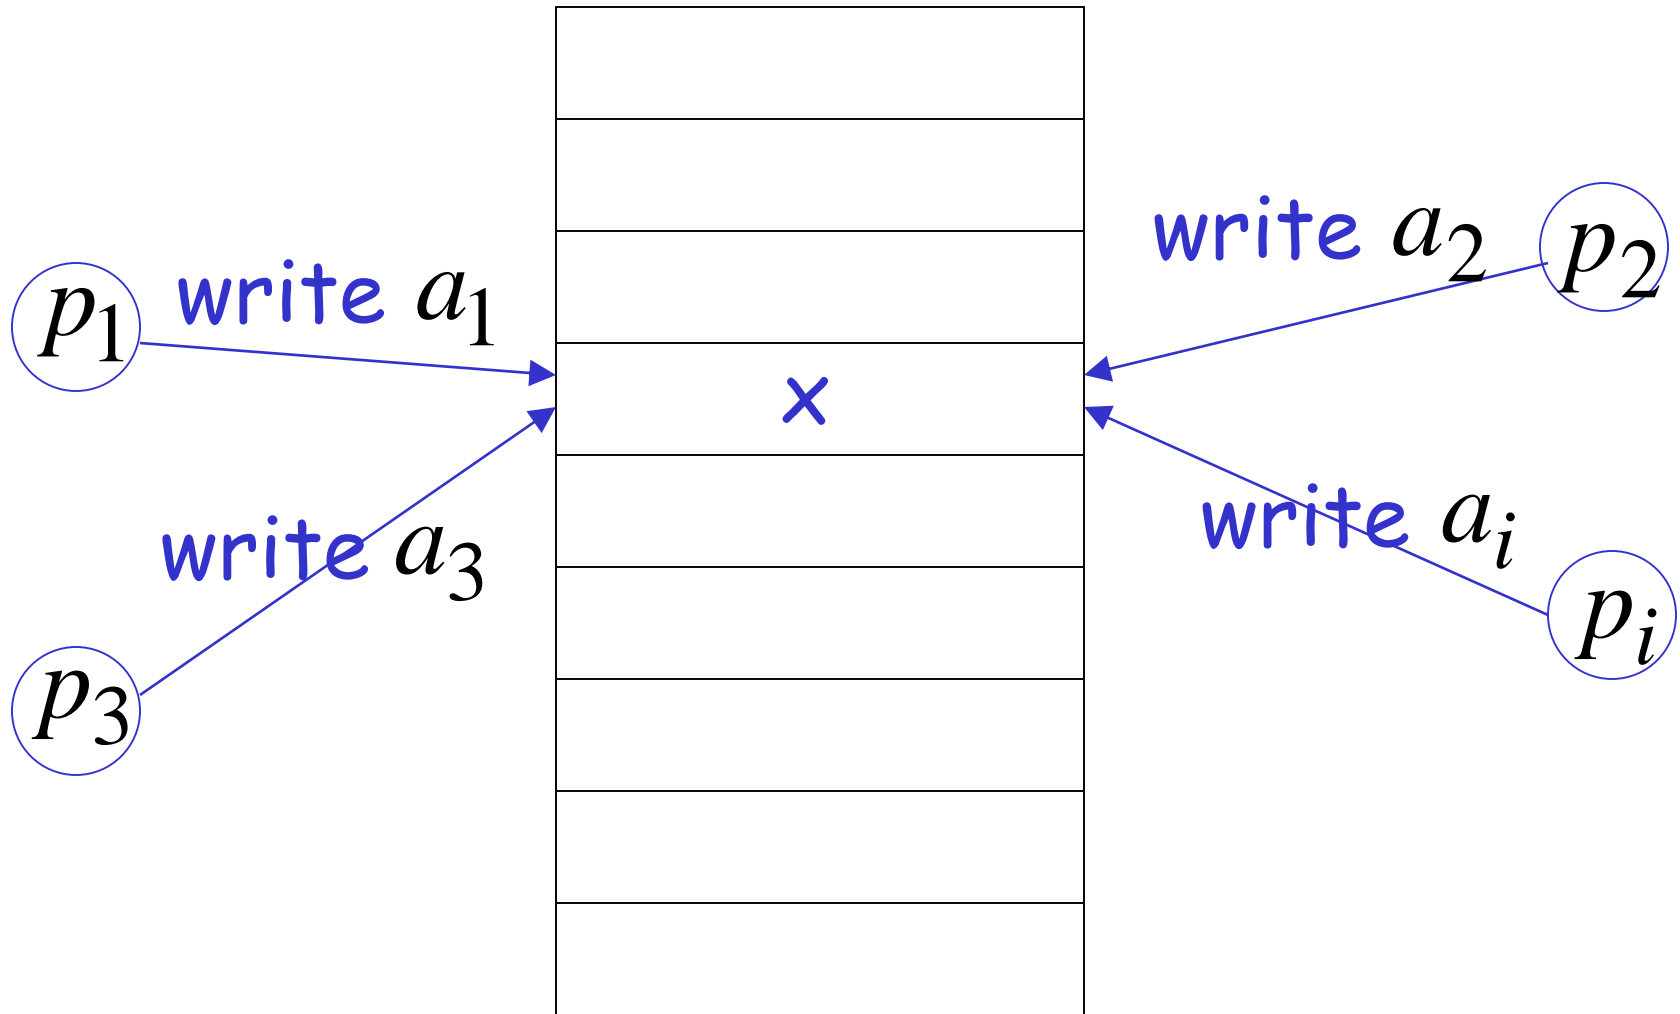 write a₂
p₂
p₁
write a₁
x
write aᵢ
write a₃
pᵢ
p₃